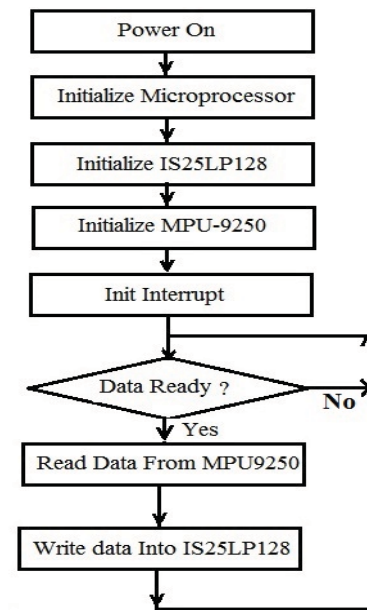 Power On
Initialize Microprocessor
Initialize IS25LP128
Initialize MPU-9250
Init Interrupt
Data Ready ?
No
Yes
Read Data From MPU9250
Write data Into IS25LP128